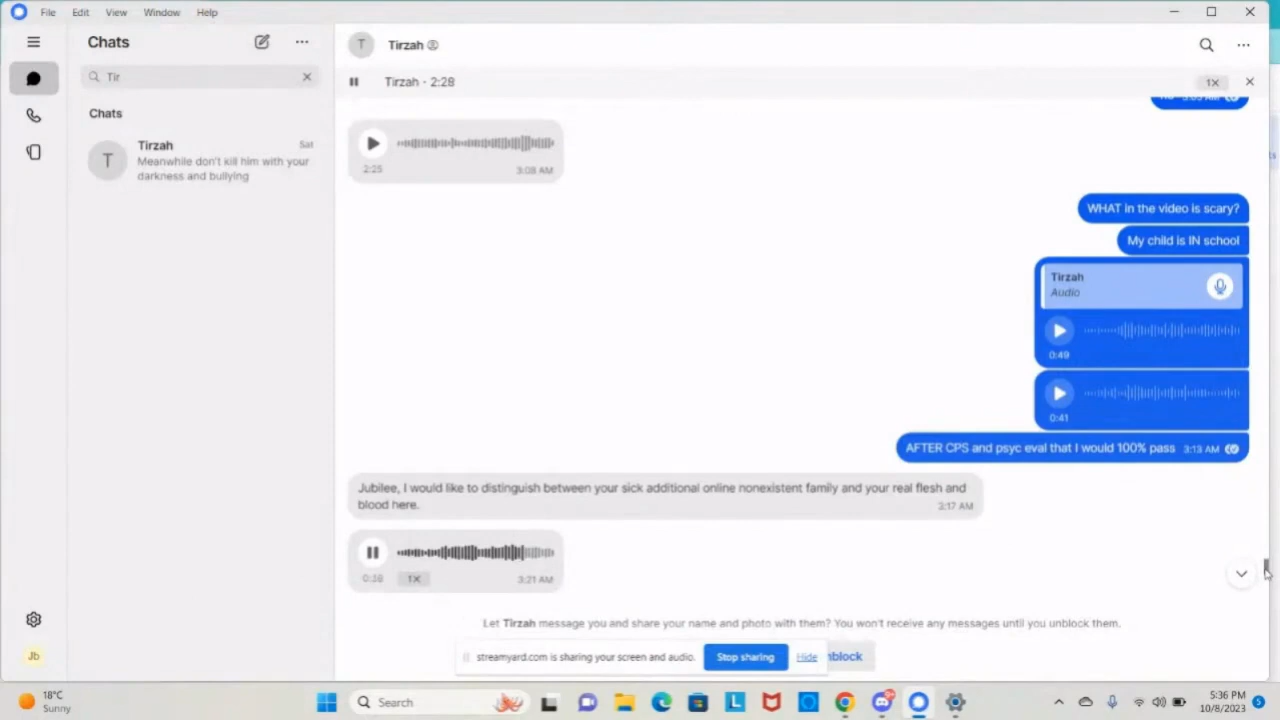 File Edit View Window Help
Chats
Tir
Chats
Tirzah Sat
Meanwhile don't kill him with your
darkness and bullying
T
Jb
T Tirzah
Tirzah · 2:28 1X
3:03 AM
2:25 3:08 AM
WHAT in the video is scary?
My child is IN school
Tirzah
Audio
0:49
0:41
AFTER CPS and psyc eval that I would 100% pass 3:13 AM
Jubilee, I would like to distinguish between your sick additional online nonexistent family and your real flesh and
blood here. 3:17 AM
1X 3:21 AM
Let Tirzah message you and share your name and photo with them? You won't receive any messages until you unblock them.
streamyard.com is sharing your screen and audio. Stop sharing Hide nblock
18°C
Sunny
Search
5:36 PM
10/8/2023
5